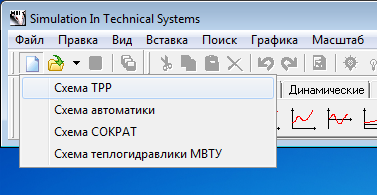 Simulation In Technical Systems
Файл Правка Вид Вставка Поиск Графика Масштаб
Схема ТРР
Динамические
Схема автоматики
Схема СОКРАТ
Схема теплогидравлики МВТУ